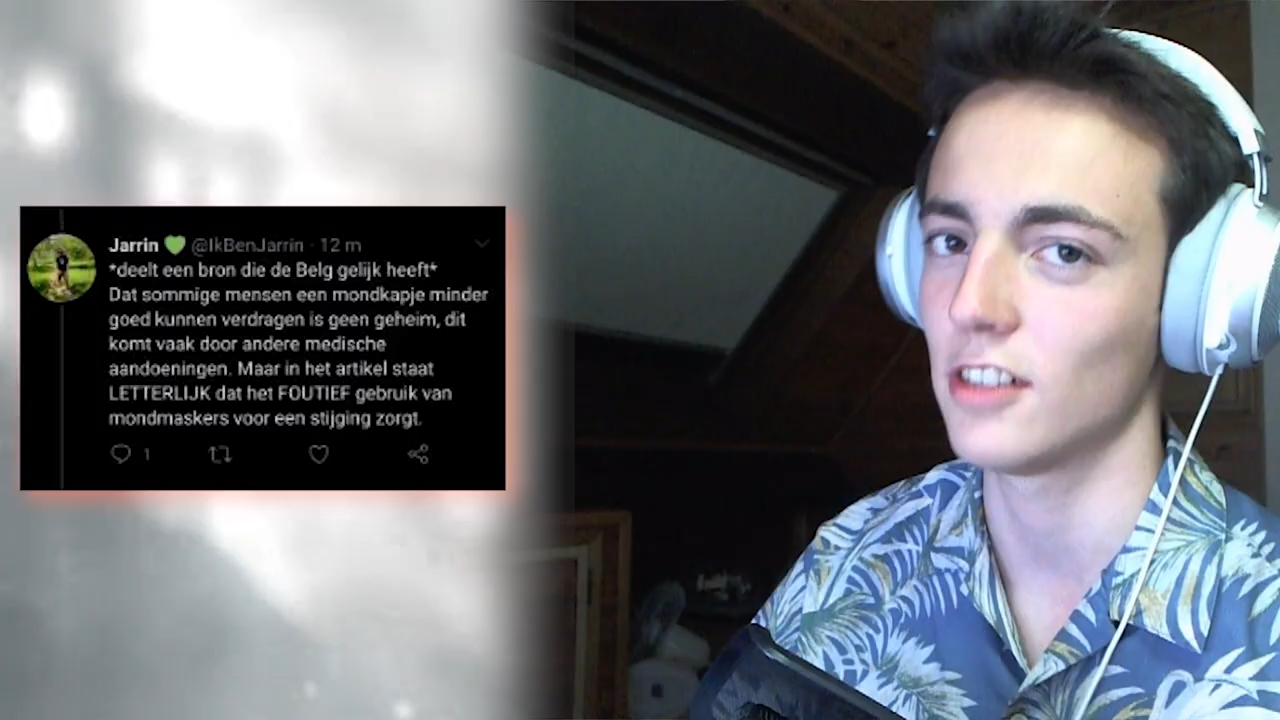 Jarrin 💚 @IkBenJarrin · 12 m
*deelt een bron die de Belg gelijk heeft*
Dat sommige mensen een mondkapje minder
goed kunnen verdragen is geen geheim, dit
komt vaak door andere medische
aandoeningen. Maar in het artikel staat
LETTERLIJK dat het FOUTIEF gebruik van
mondmaskers voor een stijging zorgt.
1